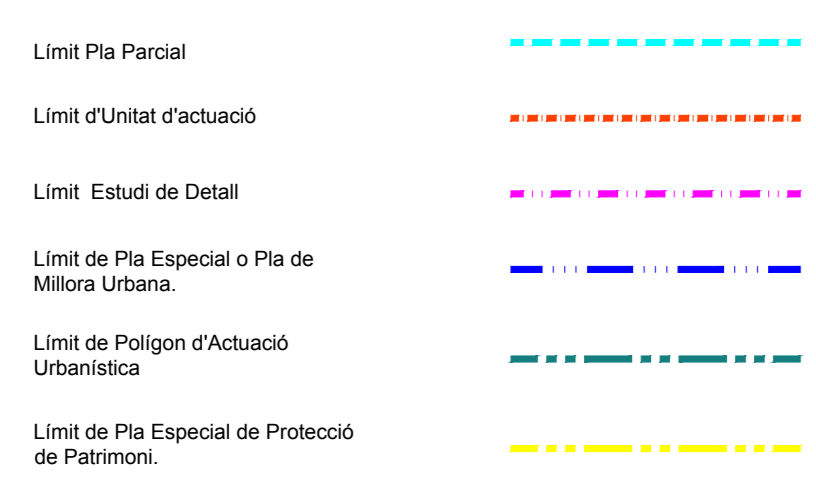 Límit Pla Parcial
Límit d'Unitat d'actuació
Límit  Estudi de Detall
Límit de Pla Especial o Pla de
Millora Urbana.
Límit de Polígon d'Actuació
Urbanística
Límit de Pla Especial de Protecció
de Patrimoni.